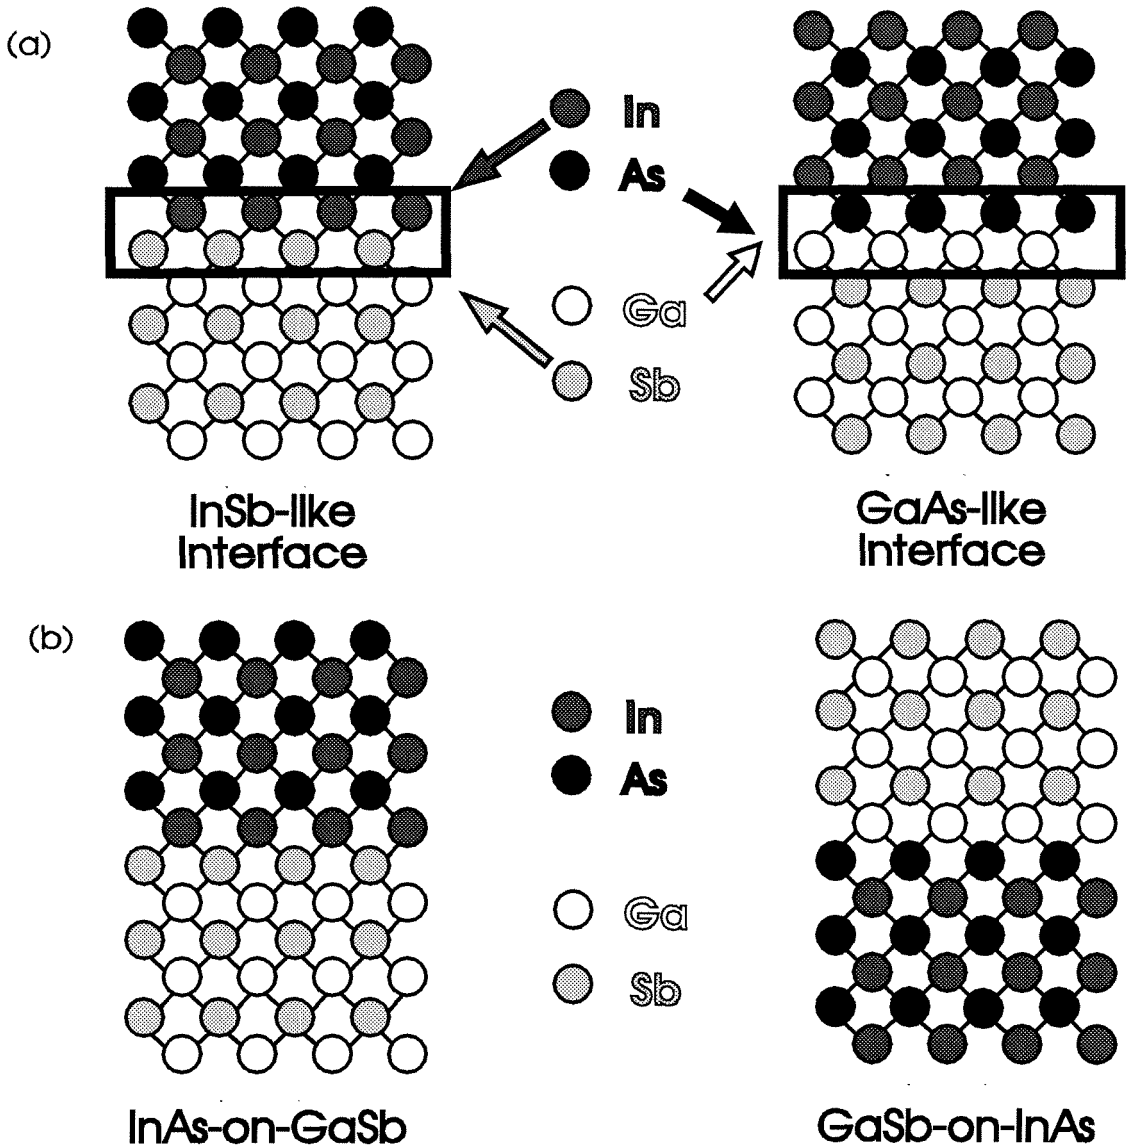 (a)
In
As
Ga
Sb
InSb-like
Interface
GaAs-like
Interface
(b)
In
As
Ga
Sb
InAs-on-GaSb
GaSb-on-InAs